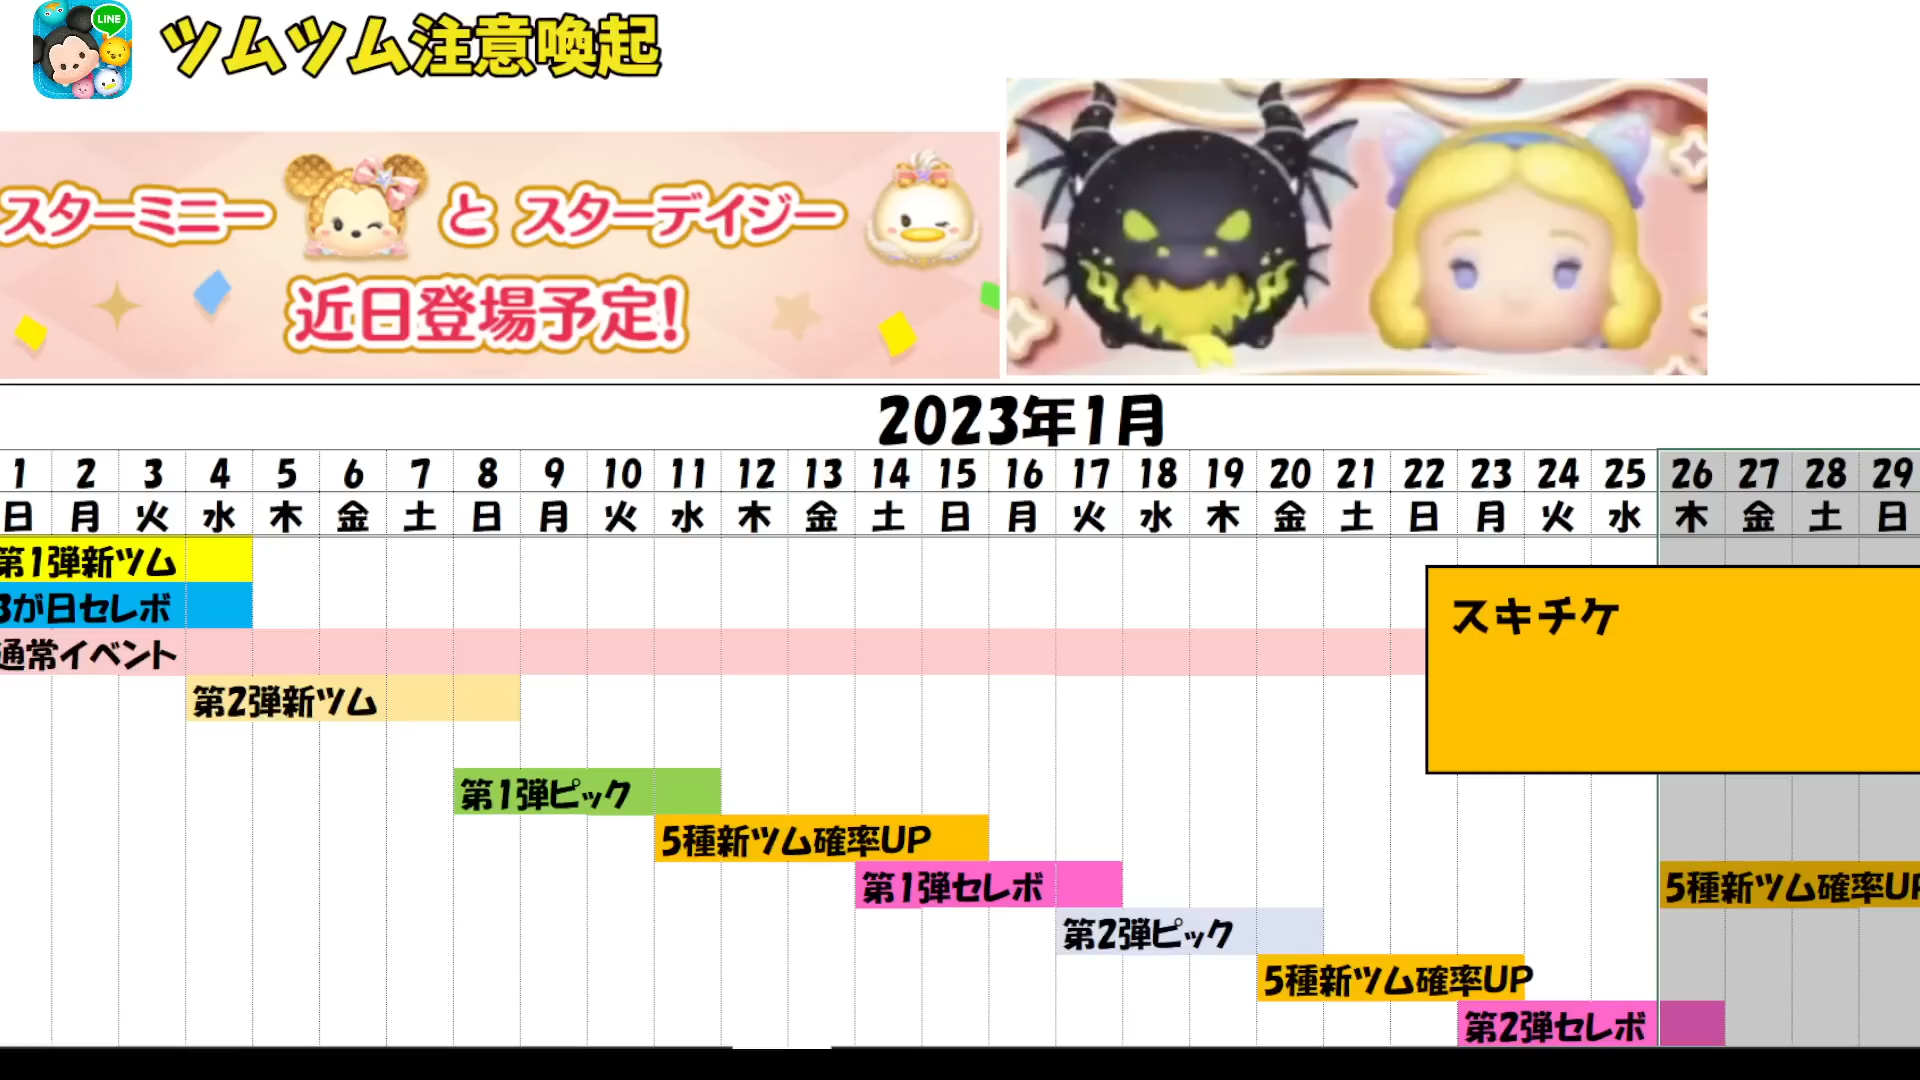 LINE
ツムツム注意喚起
スターミニー と スターデイジー
近日登場予定!
2023年1月
1 2 3 4 5 6 7 8 9 10 11 12 13 14 15 16 17 18 19 20 21 22 23 24 25 26 27 28 29
日 月 火 水 木 金 土 日 月 火 水 木 金 土 日 月 火 水 木 金 土 日 月 火 水 木 金 土 日
第1弾新ツム
3が日セレボ
スキチケ
通常イベント
第2弾新ツム
第1弾ピック
5種新ツム確率UP
第1弾セレボ
5種新ツム確率UP
第2弾ピック
5種新ツム確率UP
第2弾セレボ